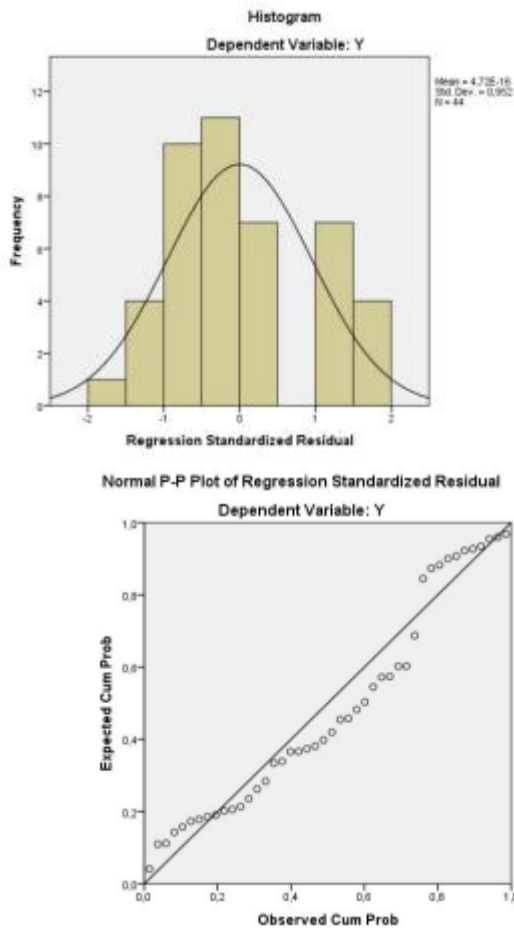 Histogram
Dependent Variable: Y
Mean = 4,72E-16
Std. Dev. = 0,952
N = 44
12
10
8
6
4
2
0
Frequency
-2
-1
0
1
2
Regression Standardized Residual
Normal P-P Plot of Regression Standardized Residual
Dependent Variable: Y
1,0
0,8
0,6
0,4
0,2
0,0
Expected Cum Prob
0,0
0,2
0,4
0,6
0,8
1,0
Observed Cum Prob